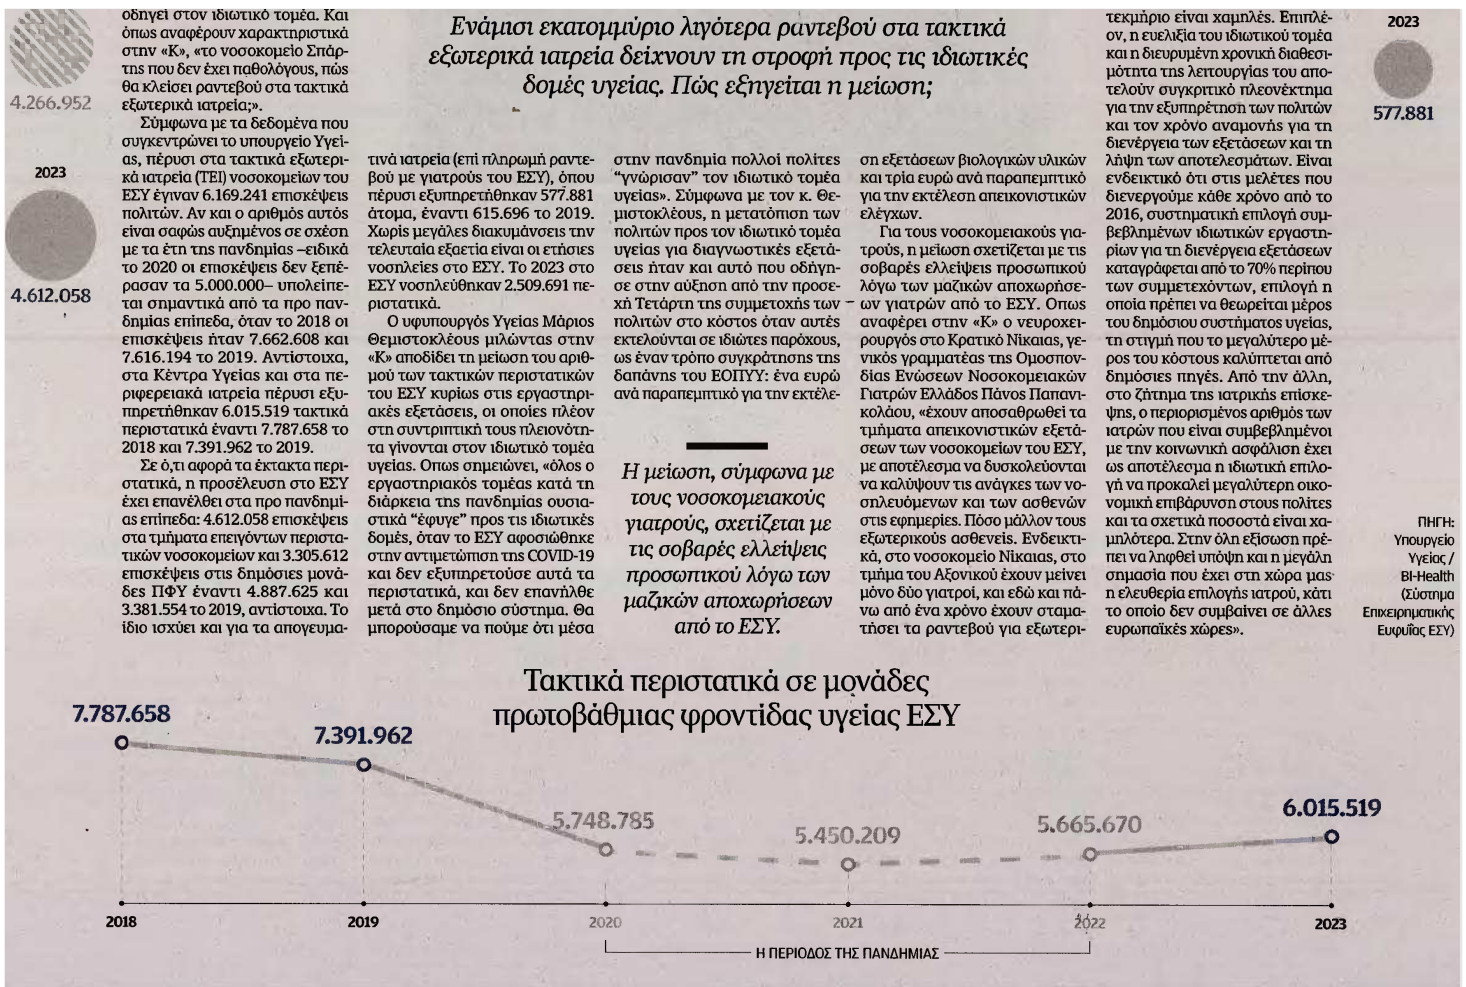 4.266.952
2023
4.612.058
οδηγεί στον ιδιωτικό τομέα. Και
όπως αναφέρουν χαρακτηριστικά
στην «Κ», «το νοσοκομείο Σπάρ-
της που δεν έχει παθολόγους, πώς
θα κλείσει ραντεβού στα τακτικά
εξωτερικά ιατρεία;».
Σύμφωνα με τα δεδομένα που
συγκεντρώνει το υπουργείο Υγεί-
ας, πέρυσι στα τακτικά εξωτερι-
κά ιατρεία (ΤΕΙ) νοσοκομείων του
ΕΣΥ έγιναν 6.169.241 επισκέψεις
πολιτών. Αν και ο αριθμός αυτός
είναι σαφώς αυξημένος σε σχέση
με τα έτη της πανδημίας –ειδικά
το 2020 οι επισκέψεις δεν ξεπέ-
ρασαν τα 5.000.000– υπολείπε-
ται σημαντικά από τα προ παν-
δημίας επίπεδα, όταν το 2018 οι
επισκέψεις ήταν 7.662.608 και
7.616.194 το 2019. Αντίστοιχα,
στα Κέντρα Υγείας και στα πε-
ριφερειακά ιατρεία πέρυσι εξυ-
πηρετήθηκαν 6.015.519 τακτικά
περιστατικά έναντι 7.787.658 το
2018 και 7.391.962 το 2019.
Σε ό,τι αφορά τα έκτακτα περι-
στατικά, η προσέλευση στο ΕΣΥ
έχει επανέλθει στα προ πανδημί-
ας επίπεδα: 4.612.058 επισκέψεις
στα τμήματα επειγόντων περιστα-
τικών νοσοκομείων και 3.305.612
επισκέψεις στις δημόσιες μονά-
δες ΠΦΥ έναντι 4.887.625 και
3.381.554 το 2019, αντίστοιχα. Το
ίδιο ισχύει και για τα απογευμα-
Ενάμισι εκατομμύριο λιγότερα ραντεβού στα τακτικά
εξωτερικά ιατρεία δείχνουν τη στροφή προς τις ιδιωτικές
δομές υγείας. Πώς εξηγείται η μείωση;
τινά ιατρεία (επί πληρωμή ραντε-
βού με γιατρούς του ΕΣΥ), όπου
πέρυσι εξυπηρετήθηκαν 577.881
άτομα, έναντι 615.696 το 2019.
Χωρίς μεγάλες διακυμάνσεις την
τελευταία εξαετία είναι οι ετήσιες
νοσηλείες στο ΕΣΥ. Το 2023 στο
ΕΣΥ νοσηλεύθηκαν 2.509.691 πε-
ριστατικά.
Ο υφυπουργός Υγείας Μάριος
Θεμιστοκλέους μιλώντας στην
«Κ» αποδίδει τη μείωση του αριθ-
μού των τακτικών περιστατικών
του ΕΣΥ κυρίως στις εργαστηρι-
ακές εξετάσεις, οι οποίες πλέον
στη συντριπτική τους πλειονότη-
τα γίνονται στον ιδιωτικό τομέα
υγείας. Οπως σημειώνει, «όλος ο
εργαστηριακός τομέας κατά τη
διάρκεια της πανδημίας ουσια-
στικά “έφυγε” προς τις ιδιωτικές
δομές, όταν το ΕΣΥ αφοσιώθηκε
στην αντιμετώπιση της COVID-19
και δεν εξυπηρετούσε αυτά τα
περιστατικά, και δεν επανήλθε
μετά στο δημόσιο σύστημα. Θα
μπορούσαμε να πούμε ότι μέσα
στην πανδημία πολλοί πολίτες
“γνώρισαν” τον ιδιωτικό τομέα
υγείας». Σύμφωνα με τον κ. Θε-
μιστοκλέους, η μετατόπιση των
πολιτών προς τον ιδιωτικό τομέα
υγείας για διαγνωστικές εξετά-
σεις ήταν και αυτό που οδήγη-
σε στην αύξηση από την προσε-
χή Τετάρτη της συμμετοχής των
πολιτών στο κόστος όταν αυτές
εκτελούνται σε ιδιώτες παρόχους,
ως έναν τρόπο συγκράτησης της
δαπάνης του ΕΟΠΥΥ: ένα ευρώ
ανά παραπεμπτικό για την εκτέλε-
Η μείωση, σύμφωνα με
τους νοσοκομειακούς
γιατρούς, σχετίζεται με
τις σοβαρές ελλείψεις
προσωπικού λόγω των
μαζικών αποχωρήσεων
από το ΕΣΥ.
ση εξετάσεων βιολογικών υλικών
και τρία ευρώ ανά παραπεμπτικό
για την εκτέλεση απεικονιστικών
ελέγχων.
Για τους νοσοκομειακούς για-
τρούς, η μείωση σχετίζεται με τις
σοβαρές ελλείψεις προσωπικού
λόγω των μαζικών αποχωρήσε-
ων γιατρών από το ΕΣΥ. Οπως
αναφέρει στην «Κ» ο νευροχει-
ρουργός στο Κρατικό Νίκαιας, γε-
νικός γραμματέας της Ομοσπον-
δίας Ενώσεων Νοσοκομειακών
Γιατρών Ελλάδος Πάνος Παπανι-
κολάου, «έχουν αποσαθρωθεί τα
τμήματα απεικονιστικών εξετά-
σεων των νοσοκομείων του ΕΣΥ,
με αποτέλεσμα να δυσκολεύονται
να καλύψουν τις ανάγκες των νο-
σηλευόμενων και των ασθενών
στις εφημερίες. Πόσο μάλλον τους
εξωτερικούς ασθενείς. Ενδεικτι-
κά, στο νοσοκομείο Νίκαιας, στο
τμήμα του Αξονικού έχουν μείνει
μόνο δύο γιατροί, και εδώ και πά-
νω από ένα χρόνο έχουν σταμα-
τήσει τα ραντεβού για εξωτερι-
τεκμήριο είναι χαμηλές. Επιπλέ-
ον, η ευελιξία του ιδιωτικού τομέα
και η διευρυμένη χρονική διαθεσι-
μότητα της λειτουργίας του απο-
τελούν συγκριτικό πλεονέκτημα
για την εξυπηρέτηση των πολιτών
και τον χρόνο αναμονής για τη
διενέργεια των εξετάσεων και τη
λήψη των αποτελεσμάτων. Είναι
ενδεικτικό ότι στις μελέτες που
διενεργούμε κάθε χρόνο από το
2016, συστηματική επιλογή συμ-
βεβλημένων ιδιωτικών εργαστη-
ρίων για τη διενέργεια εξετάσεων
καταγράφεται από το 70% περίπου
των συμμετεχόντων, επιλογή η
οποία πρέπει να θεωρείται μέρος
του δημόσιου συστήματος υγείας,
τη στιγμή που το μεγαλύτερο μέ-
ρος του κόστους καλύπτεται από
δημόσιες πηγές. Από την άλλη,
στο ζήτημα της ιατρικής επίσκε-
ψης, ο περιορισμένος αριθμός των
ιατρών που είναι συμβεβλημένοι
με την κοινωνική ασφάλιση έχει
ως αποτέλεσμα η ιδιωτική επιλο-
γή να προκαλεί μεγαλύτερη οικο-
νομική επιβάρυνση στους πολίτες
και τα σχετικά ποσοστά είναι χα-
μηλότερα. Στην όλη εξίσωση πρέ-
πει να ληφθεί υπόψη και η μεγάλη
σημασία που έχει στη χώρα μας
η ελευθερία επιλογής ιατρού, κάτι
το οποίο δεν συμβαίνει σε άλλες
ευρωπαϊκές χώρες».
2023
577.881
ΠΗΓΗ:
Υπουργείο
Υγείας /
BI-Health
(Σύστημα
Επιχειρηματικής
Ευφυΐας ΕΣΥ)
Τακτικά περιστατικά σε μονάδες
πρωτοβάθμιας φροντίδας υγείας ΕΣΥ
7.787.658
7.391.962
5.748.785
5.450.209
5.665.670
6.015.519
2018
2019
2020
2021
2022
2023
Η ΠΕΡΙΟΔΟΣ ΤΗΣ ΠΑΝΔΗΜΙΑΣ